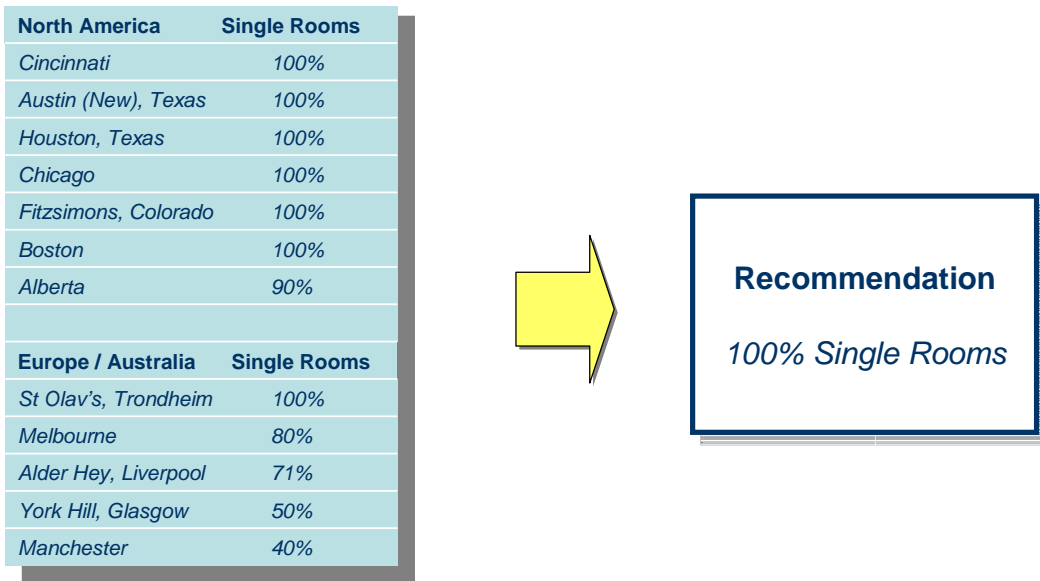 North America Single Rooms
Cincinnati 100%
Austin (New), Texas 100%
Houston, Texas 100%
Chicago 100%
Fitzsimons, Colorado 100%
Boston 100%
Alberta 90%
Europe / Australia Single Rooms
St Olav’s, Trondheim 100%
Melbourne 80%
Alder Hey, Liverpool 71%
York Hill, Glasgow 50%
Manchester 40%
Recommendation
100% Single Rooms